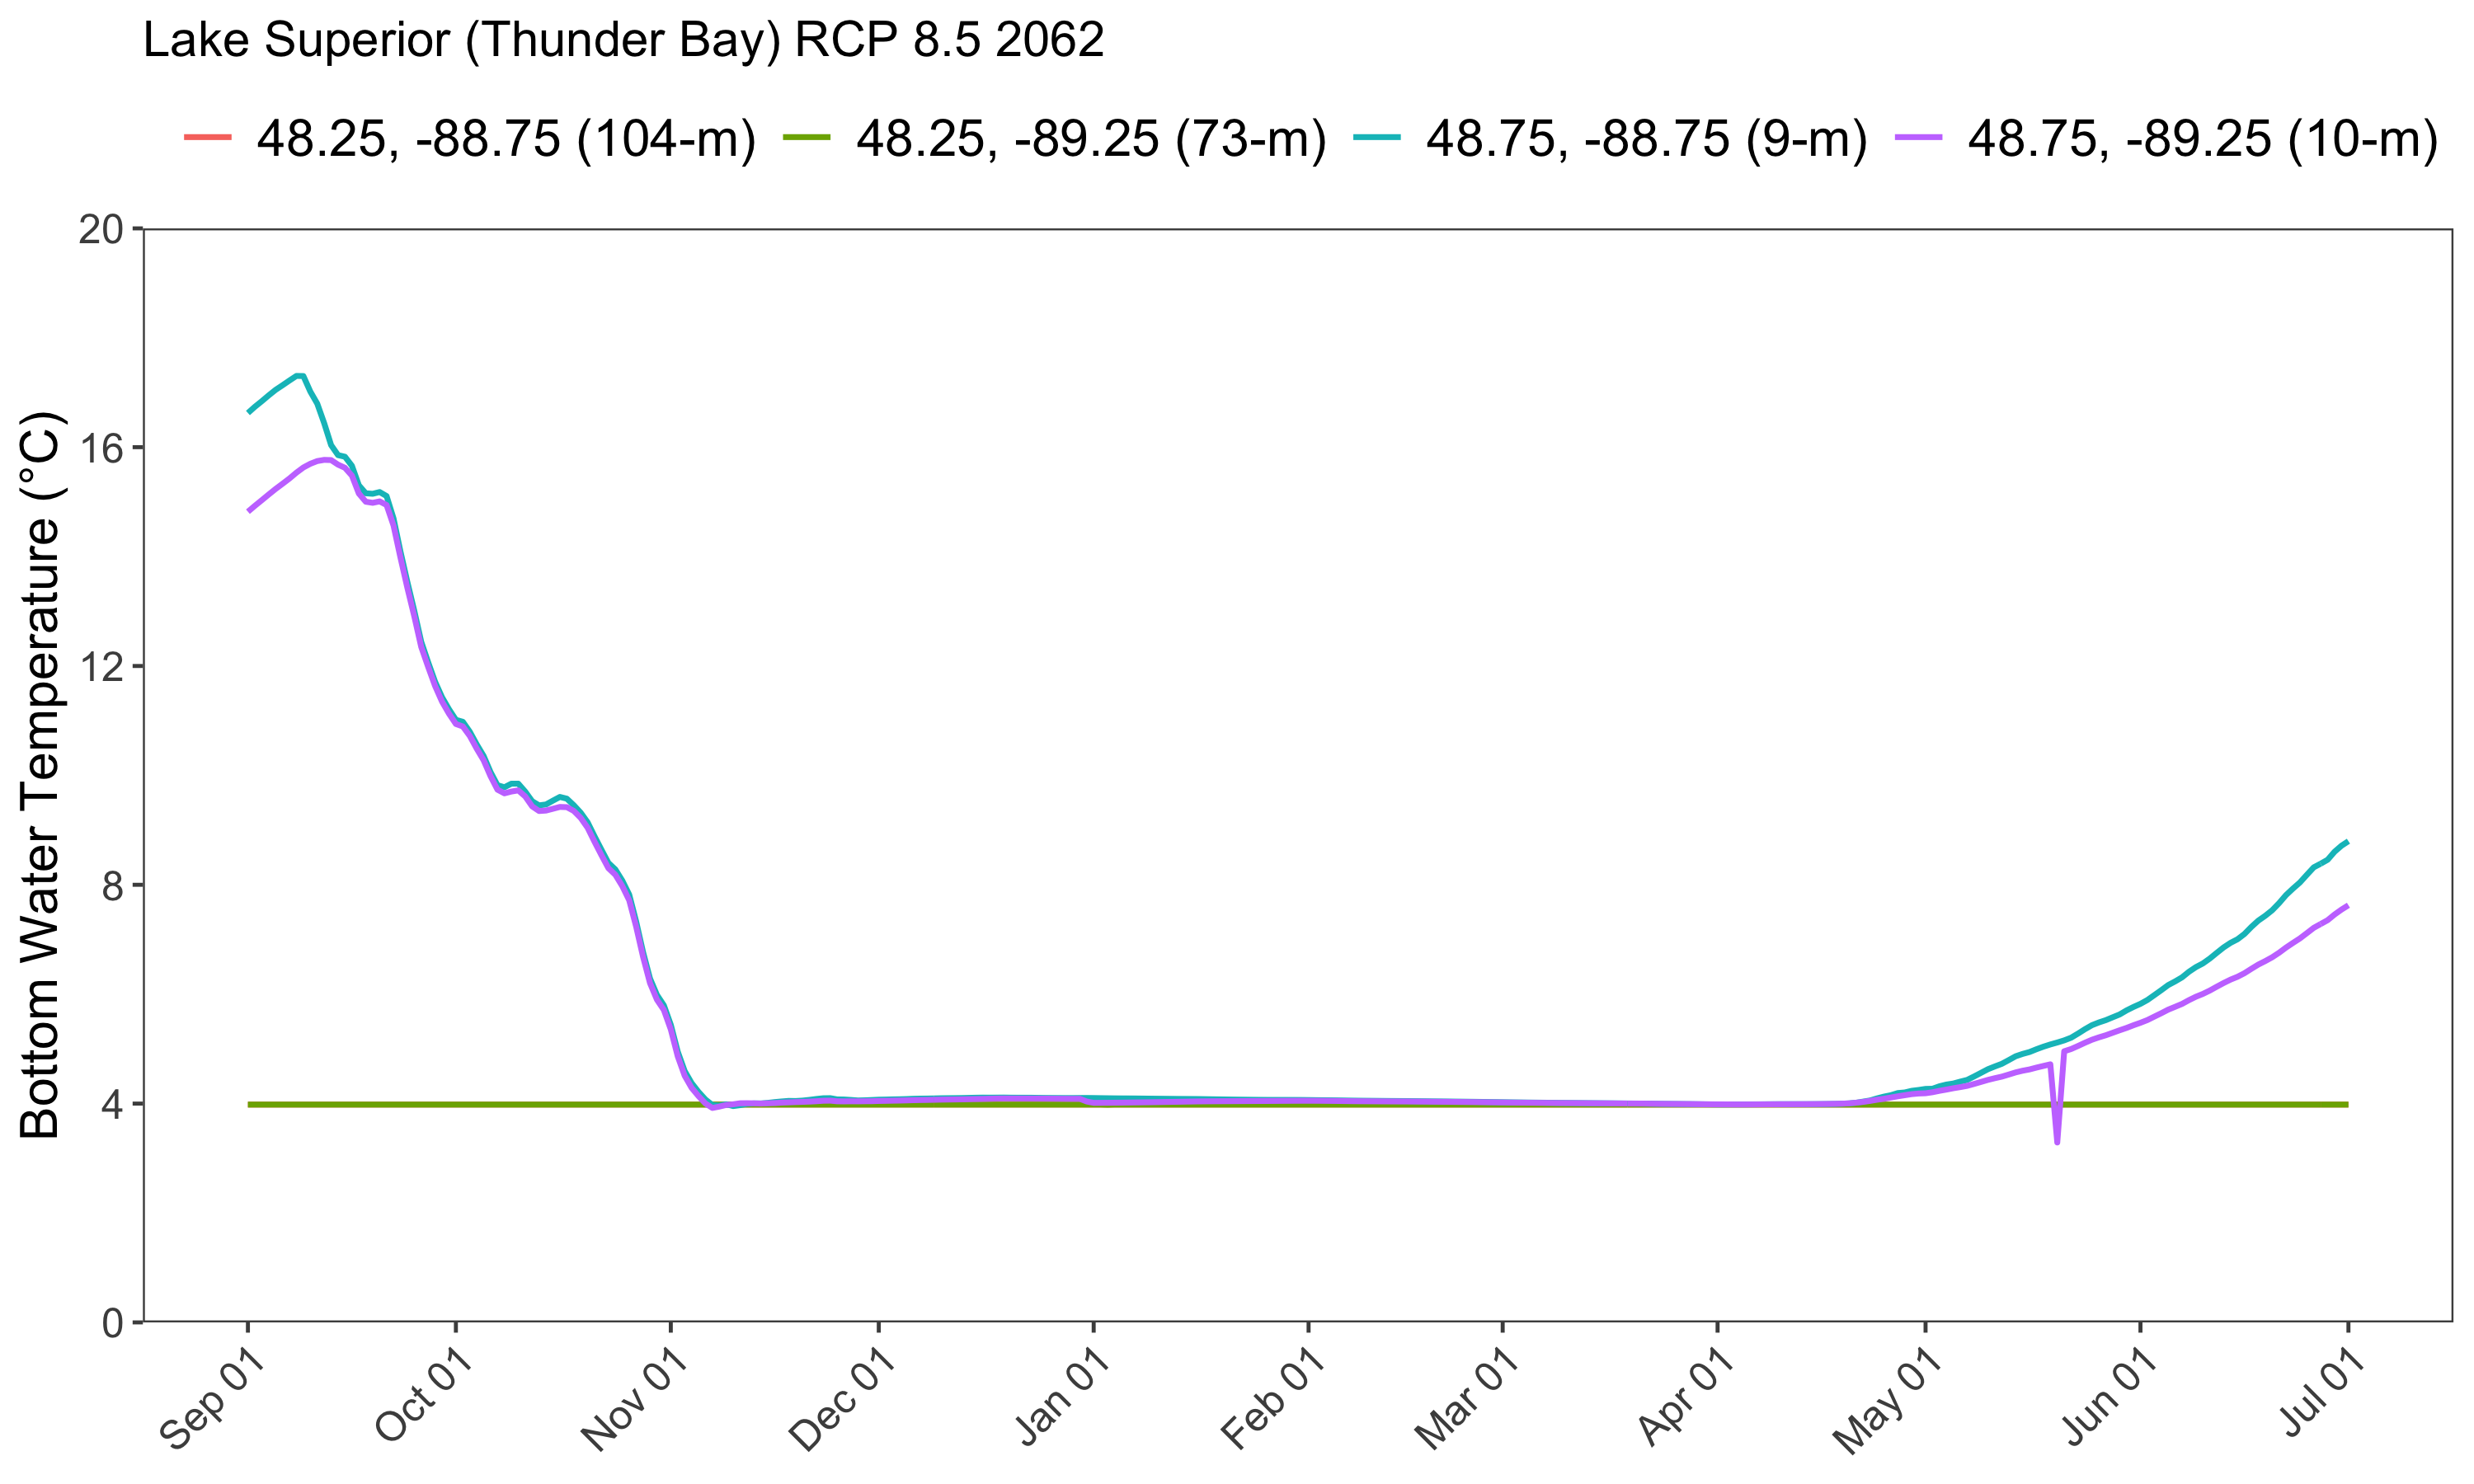 Lake Superior (Thunder Bay) RCP 8.5 2062
48.25, -88.75 (104-m) 48.25, -89.25 (73-m) 48.75, -88.75 (9-m) 48.75, -89.25 (10-m)
Bottom Water Temperature (°C)
20
16
12
8
4
0
Sep 01 Oct 01 Nov 01 Dec 01 Jan 01 Feb 01 Mar 01 Apr 01 May 01 Jun 01 Jul 01